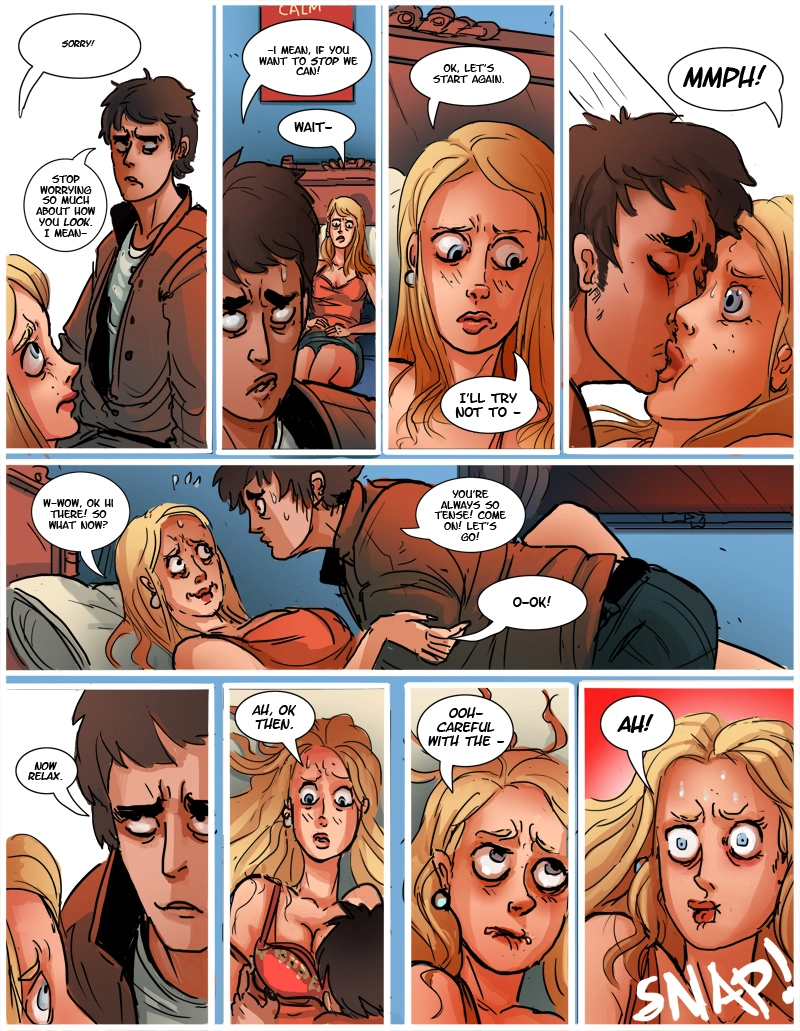 SORRY!
STOP
WORRYING
SO MUCH
ABOUT HOW
YOU LOOK.
I MEAN-
CALM
-I MEAN, IF YOU
WANT TO STOP WE
CAN!
WAIT-
OK, LET'S
START AGAIN.
I'LL TRY
NOT TO -
MMPH!
W-WOW, OK HI
THERE! SO
WHAT NOW?
YOU'RE
ALWAYS SO
TENSE! COME
ON! LET'S
GO!
O-OK!
NOW
RELAX.
AH, OK
THEN.
OOH-
CAREFUL
WITH THE -
AH!
SNAP!